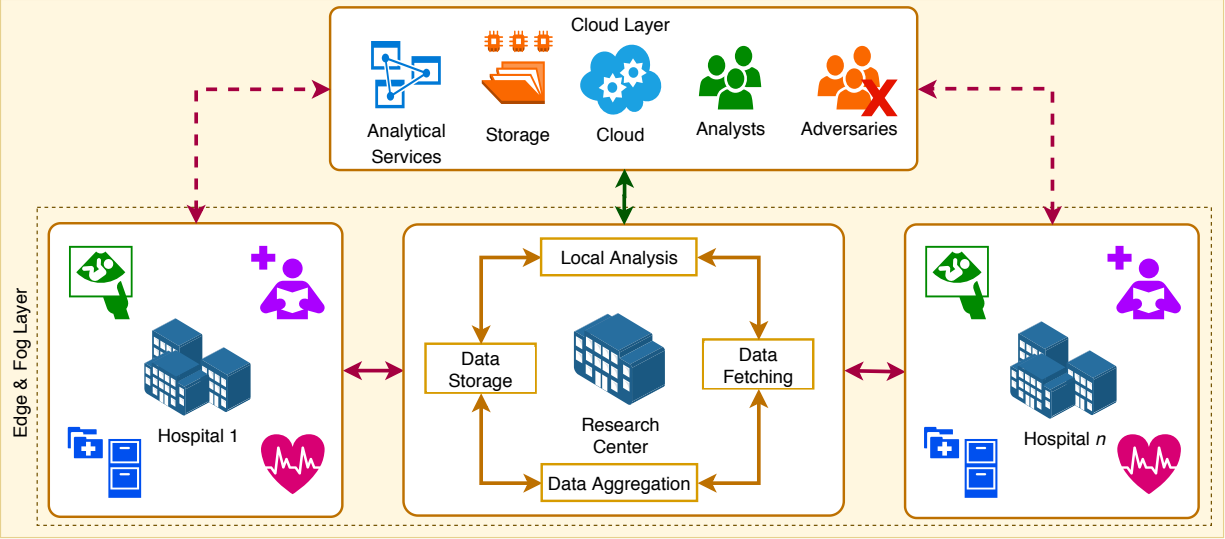 Cloud Layer
Analytical
Services
Storage
Cloud
Analysts
Adversaries
Edge & Fog Layer
Hospital 1
Local Analysis
Data
Storage
Data
Fetching
Research
Center
Data Aggregation
Hospital n